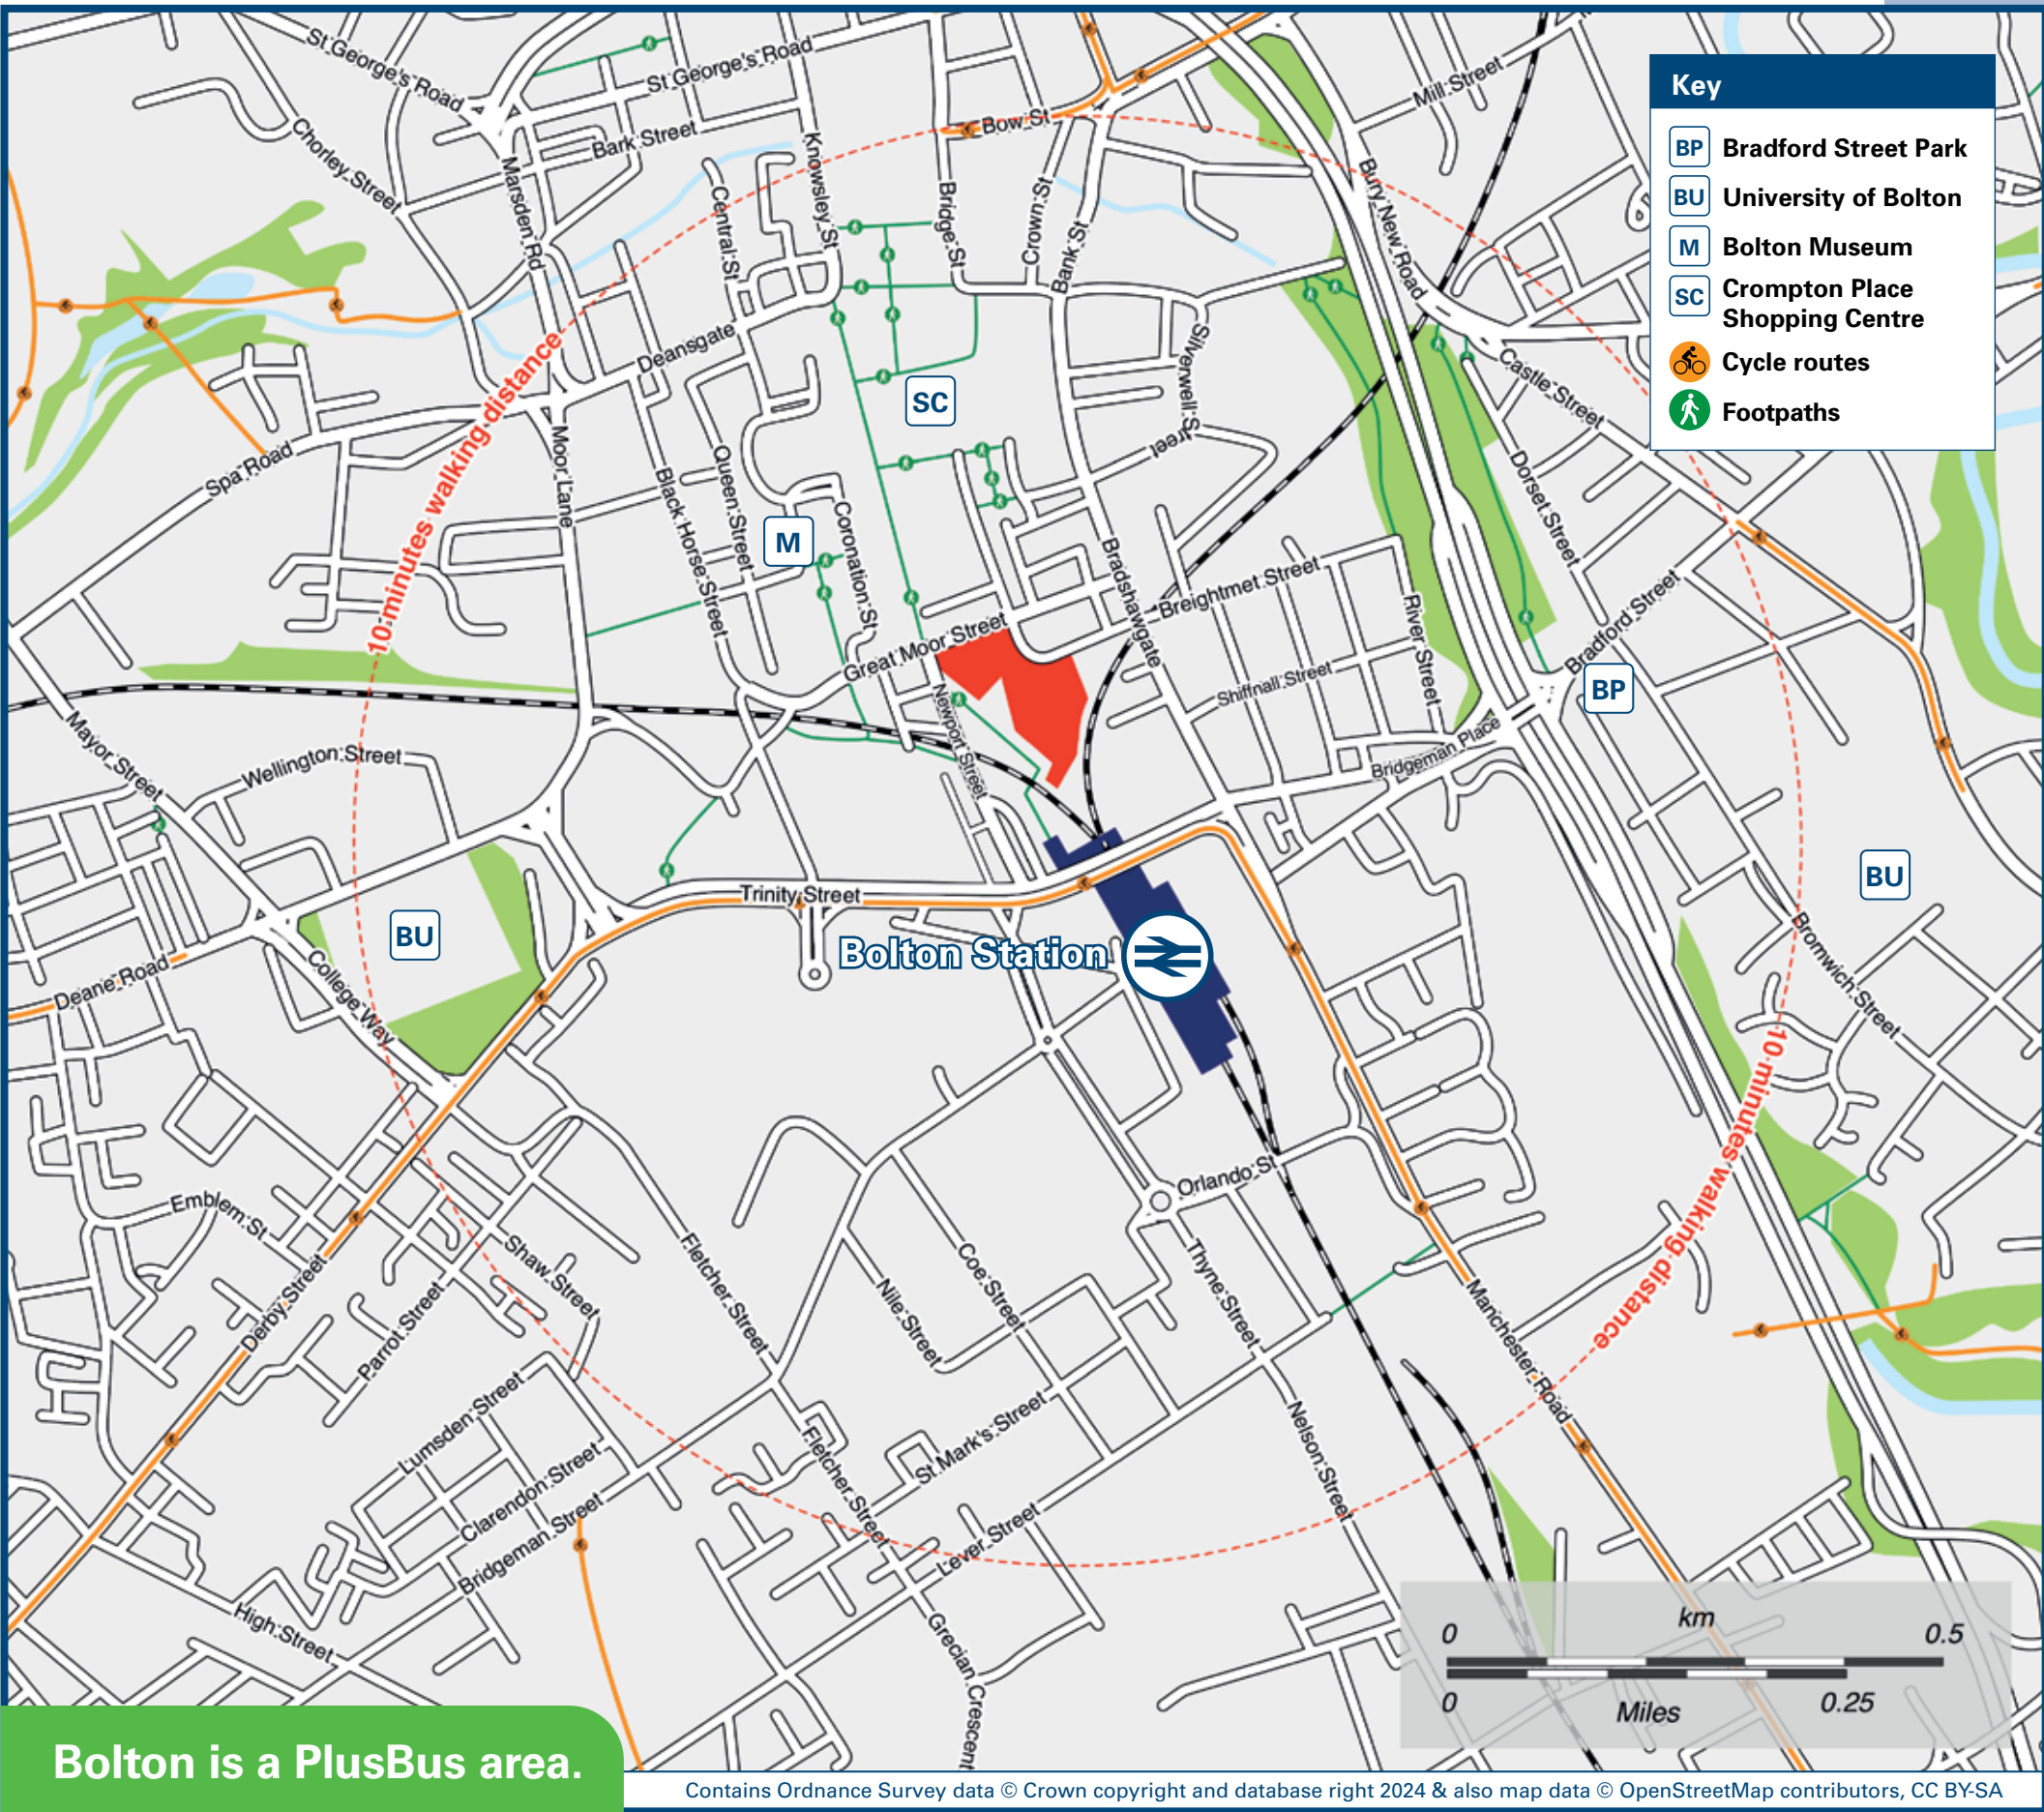 St George's Road
St George's Road
Mill Street
Key
BP Bradford Street Park
BU University of Bolton
M Bolton Museum
SC Crompton Place
Shopping Centre
Cycle routes
Footpaths
Chorley Street
Bark Street
Bow St
Marsden Rd
Knowsley St
Central St
Bridge St
Crown St
Bank St
Bury New Road
Deansgate
Silverwell Street
Castle Street
10 minutes walking distance
SC
Spa Road
Moor Lane
Black Horse Street
Queen Street
M
Coronation St
Bradshawgate
Breightmet Street
Dorset Street
River Street
Bradford Street
Great Moor Street
Shiffnall Street
BP
Newport Street
Bridgeman Place
Mayor Street
Wellington Street
Trinity Street
BU
BU
Bolton Station
Deane Road
College Way
Bromwich Street
10 minutes walking distance
Orlando St
Emblem St
Shaw Street
Fletcher Street
Coe Street
Nile Street
Thyne Street
Derby Street
Parrot Street
Manchester Road
Lumsden Street
Clarendon Street
Bridgeman Street
Fletcher Street
St Mark's Street
Nelson Street
Lever Street
High Street
Grecian Crescent
km
0 0.5
0 0.25
Miles
Bolton is a PlusBus area.
Contains Ordnance Survey data © Crown copyright and database right 2024 & also map data © OpenStreetMap contributors, CC BY-SA